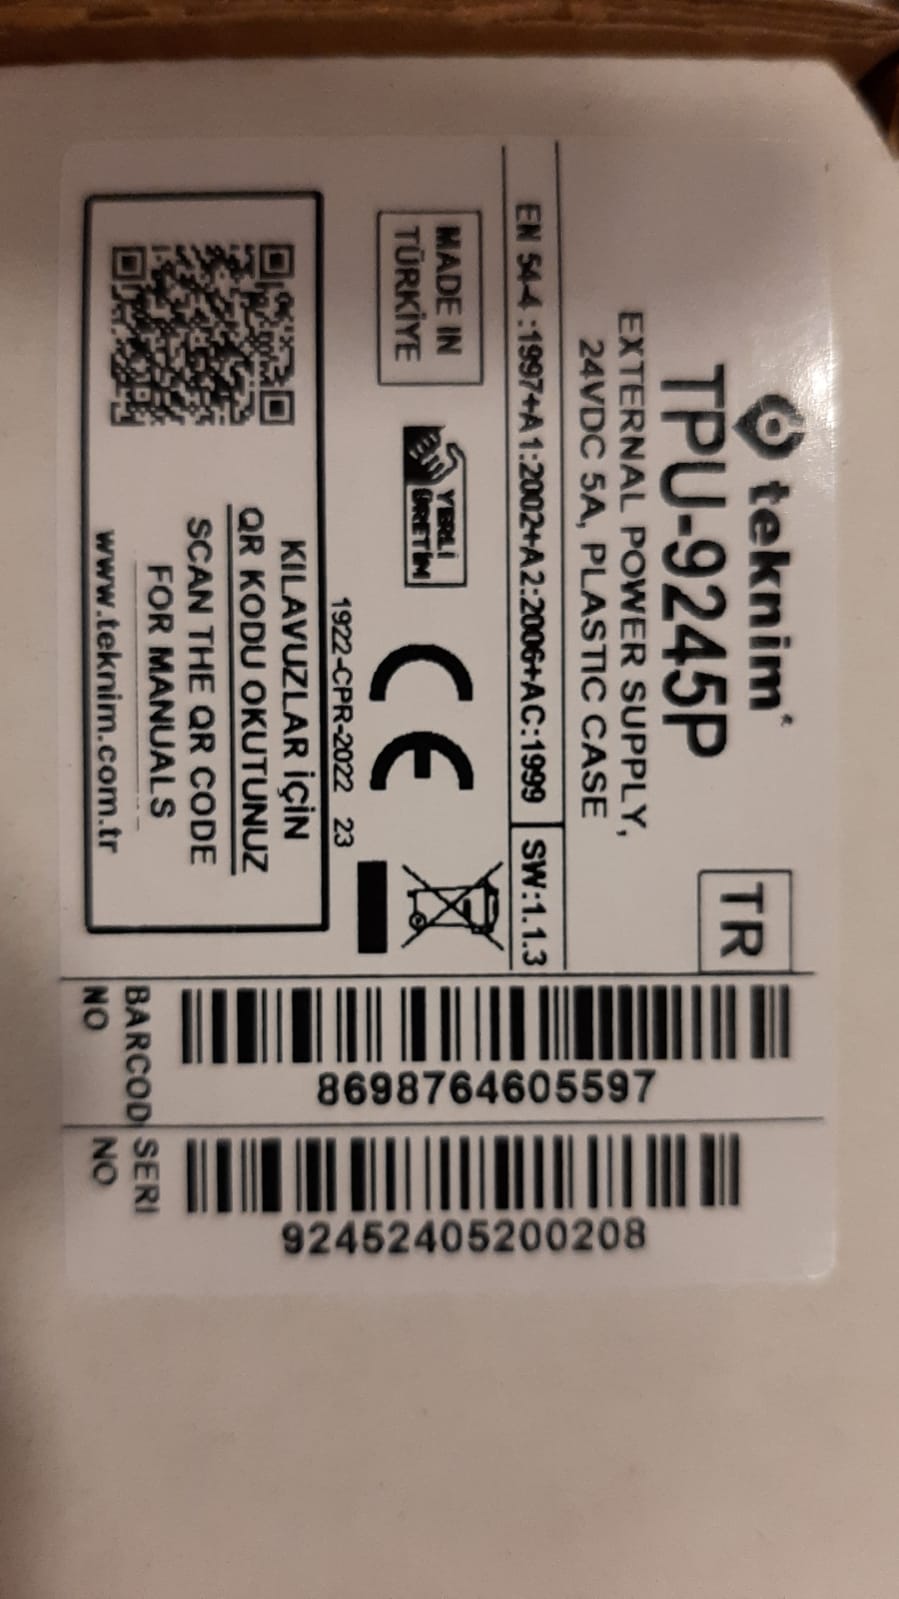 teknim
TR
TPU-9245P
EXTERNAL POWER SUPPLY,
24VDC 5A, PLASTIC CASE
EN 54-4 :1997+A1:2002+A2:2006+AC:1999 SW:1.1.3
MADE IN
TÜRKİYE
YERLİ
ÜRETİM
CE
1922-CPR-2022 23
KILAVUZLAR İÇİN
QR KODU OKUTUNUZ
SCAN THE QR CODE
FOR MANUALS
www.teknim.com.tr
8698764605597
BARCOD
NO
92452405200208
SERI
NO